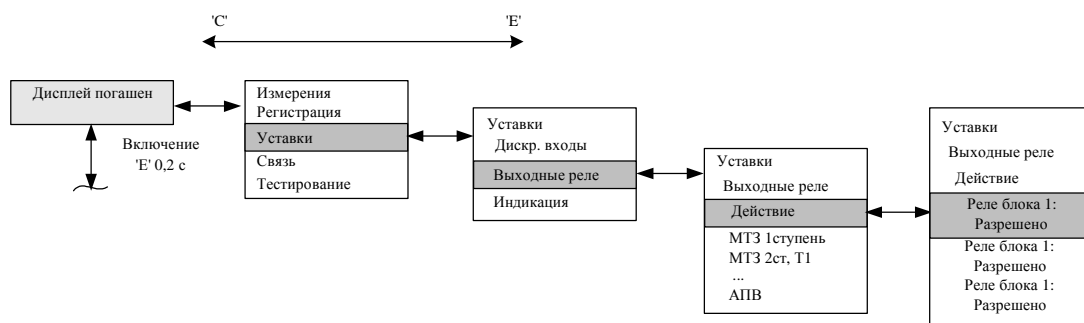 'C'
'E'
Дисплей погашен
Включение
'Е' 0,2 с
Измерения
Регистрация
Уставки
Связь
Тестирование
Уставки
Дискр. входы
Выходные реле
Индикация
Уставки
Выходные реле
Действие
МТЗ 1ступень
МТЗ 2ст, Т1
...
АПВ
Уставки
Выходные реле
Действие
Реле блока 1:
Разрешено
Реле блока 1:
Разрешено
Реле блока 1:
Разрешено